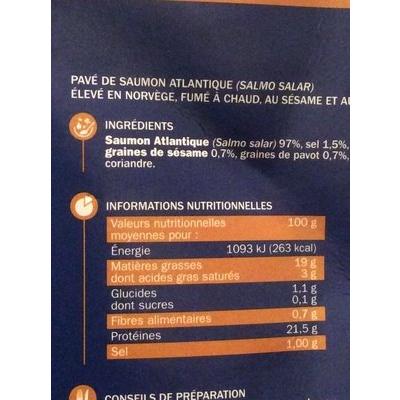 PAVÉ DE SAUMON ATLANTIQUE (SALMO SALAR)
ÉLEVÉ EN NORVÈGE, FUMÉ À CHAUD, AU SÉSAME ET AU
INGRÉDIENTS
Saumon Atlantique (Salmo salar) 97%, sel 1,5%,
graines de sésame 0,7%, graines de pavot 0,7%,
coriandre.
INFORMATIONS NUTRITIONNELLES
Valeurs nutritionnelles 100 g
moyennes pour :
Énergie 1093 kJ (263 kcal)
Matières grasses 19 g
dont acides gras saturés 3 g
Glucides 1,1 g
dont sucres 0,1 g
Fibres alimentaires 0,7 g
Protéines 21,5 g
Sel 1,00 g
CONSEILS DE PRÉPARATION